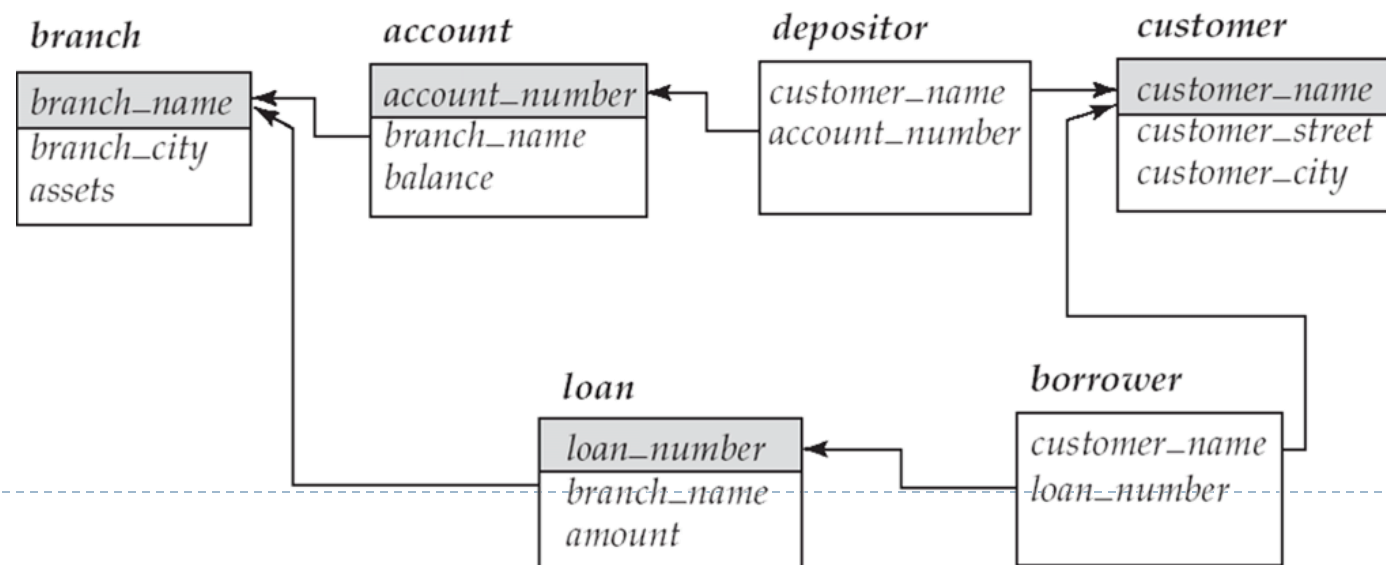 branch
branch_name
branch_city
assets
account
account_number
branch_name
balance
depositor
customer_name
account_number
customer
customer_name
customer_street
customer_city
loan
loan_number
branch_name
amount
borrower
customer_name
loan_number